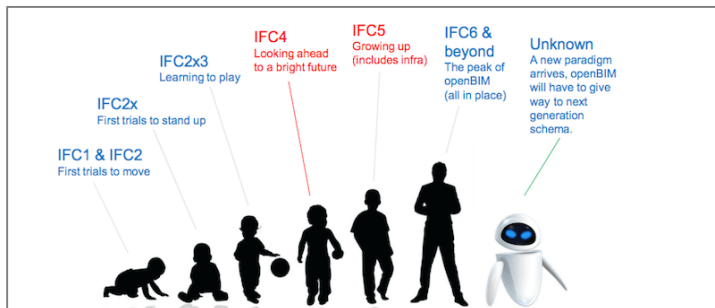 IFC1 & IFC2
First trials to move
IFC2x
First trials to stand up
IFC2x3
Learning to play
IFC4
Looking ahead
to a bright future
IFC5
Growing up
(includes infra)
IFC6 &
beyond
The peak of
openBIM
(all in place)
Unknown
A new paradigm
arrives, openBIM
will have to give
way to next
generation
schema.